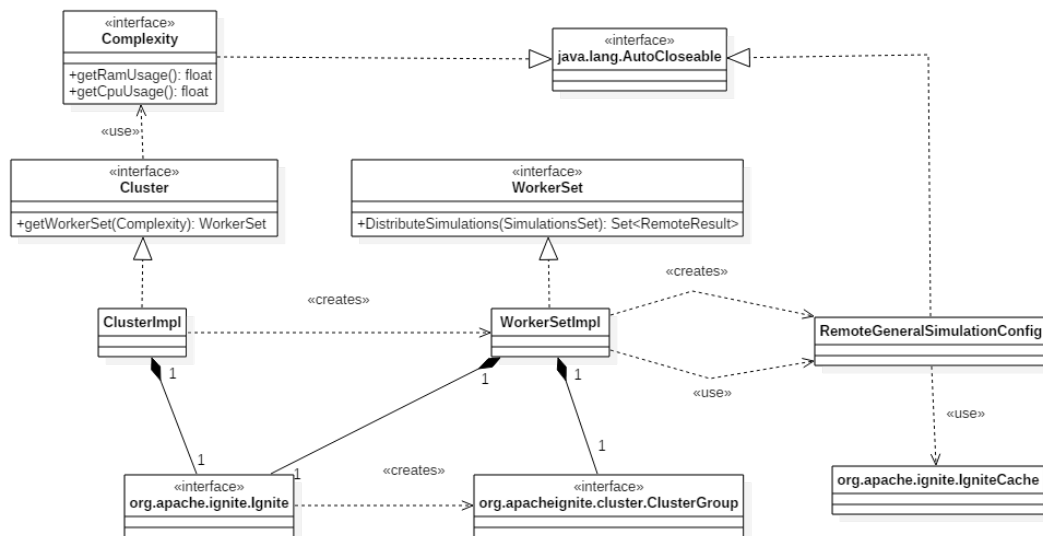 «interface»
Complexity
+getRamUsage(): float
+getCpuUsage(): float
«interface»
java.lang.AutoCloseable
«use»
«interface»
Cluster
+getWorkerSet(Complexity): WorkerSet
«interface»
WorkerSet
+DistributeSimulations(SimulationsSet): Set<RemoteResult>
«creates»
«creates»
ClusterImpl
WorkerSetImpl
RemoteGeneralSimulationConfig
1
1
1
«use»
«use»
1
1
1
«creates»
«interface»
org.apache.ignite.Ignite
«interface»
org.apacheignite.cluster.ClusterGroup
org.apache.ignite.IgniteCache